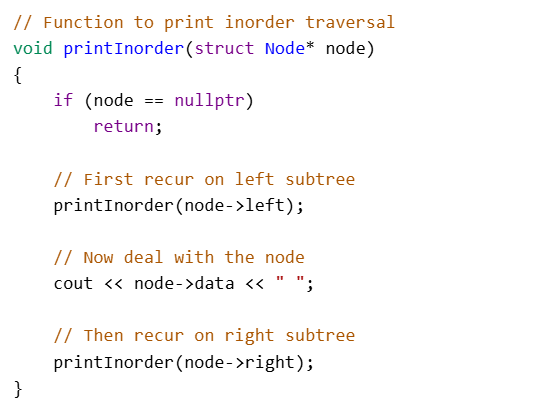 // Function to print inorder traversal
void printInorder(struct Node* node)
{
    if (node == nullptr)
        return;

    // First recur on left subtree
    printInorder(node->left);

    // Now deal with the node
    cout << node->data << " ";

    // Then recur on right subtree
    printInorder(node->right);
}